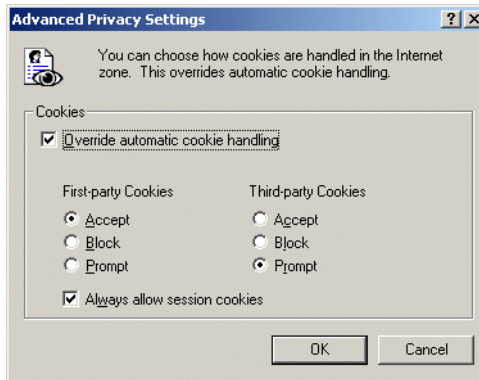 Advanced Privacy Settings
You can choose how cookies are handled in the Internet
zone. This overrides automatic cookie handling.
Cookies
Override automatic cookie handling
First-party Cookies Third-party Cookies
Accept Accept
Block Block
Prompt Prompt
Always allow session cookies
OK Cancel